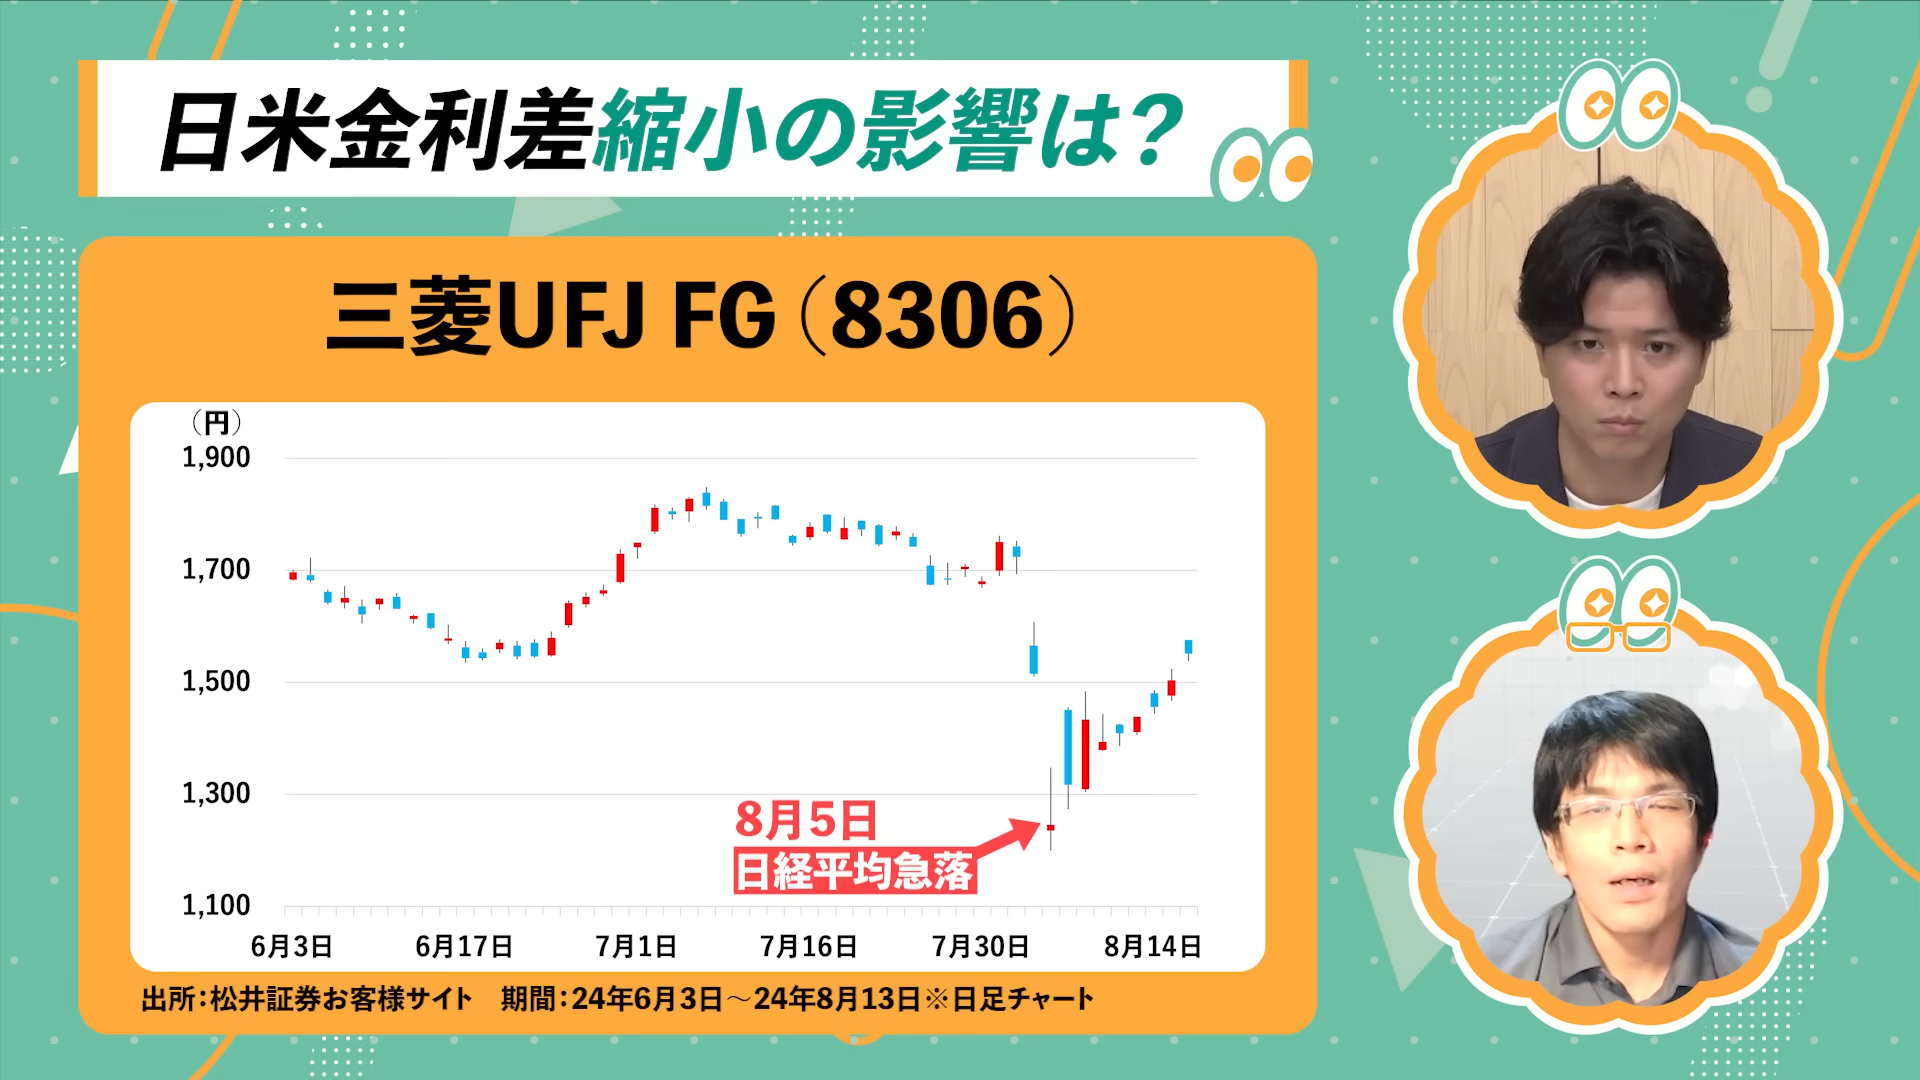 日米金利差縮小の影響は？
三菱UFJ FG（8306）
（円）
1,900
1,700
1,500
1,300
1,100
8月5日
日経平均急落
6月3日 6月17日 7月1日 7月16日 7月30日 8月14日
出所：松井証券お客様サイト　期間：24年6月3日～24年8月13日※日足チャート